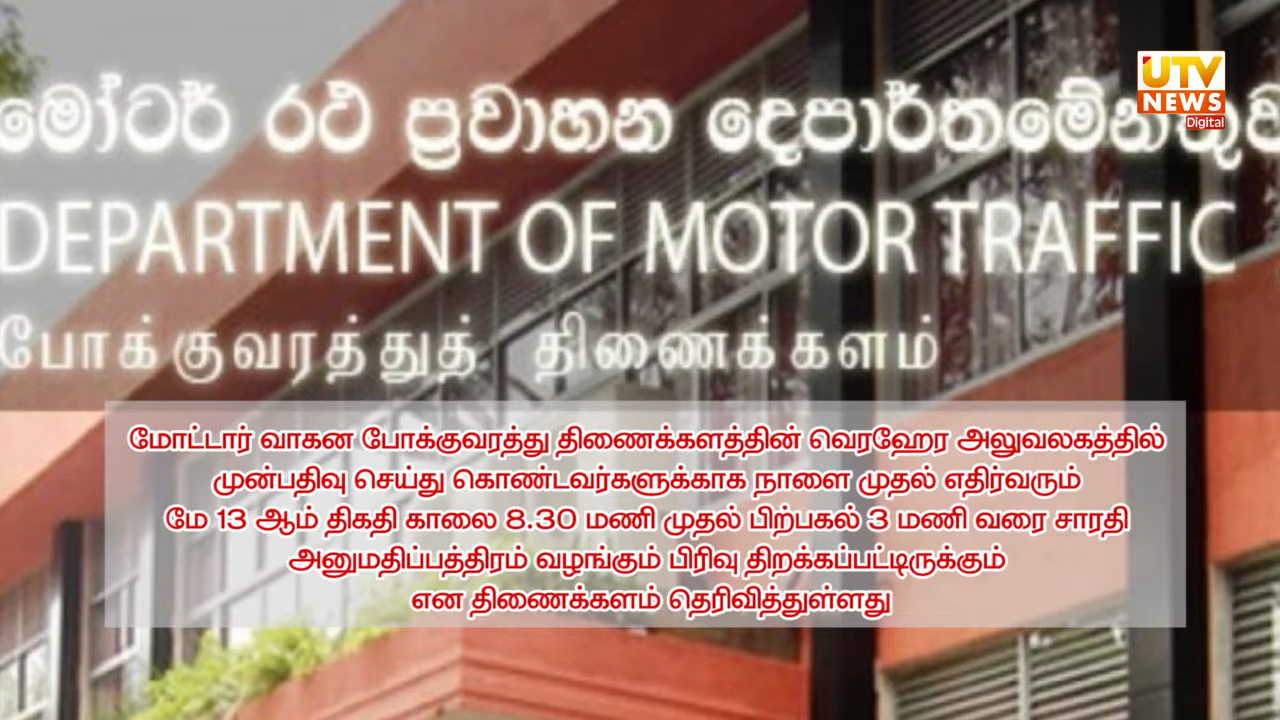 UTV
NEWS
Digital
මෝටර් රථ ප්‍රවාහන දෙපාර්තමේන්තුව
DEPARTMENT OF MOTOR TRAFFIC
போக்குவரத்துத் திணைக்களம்
மோட்டார் வாகன போக்குவரத்து திணைக்களத்தின் வெரஹேர அலுவலகத்தில்
முன்பதிவு செய்து கொண்டவர்களுக்காக நாளை முதல் எதிர்வரும்
மே 13 ஆம் திகதி காலை 8.30 மணி முதல் பிற்பகல் 3 மணி வரை சாரதி
அனுமதிப்பத்திரம் வழங்கும் பிரிவு திறக்கப்பட்டிருக்கும்
என திணைக்களம் தெரிவித்துள்ளது